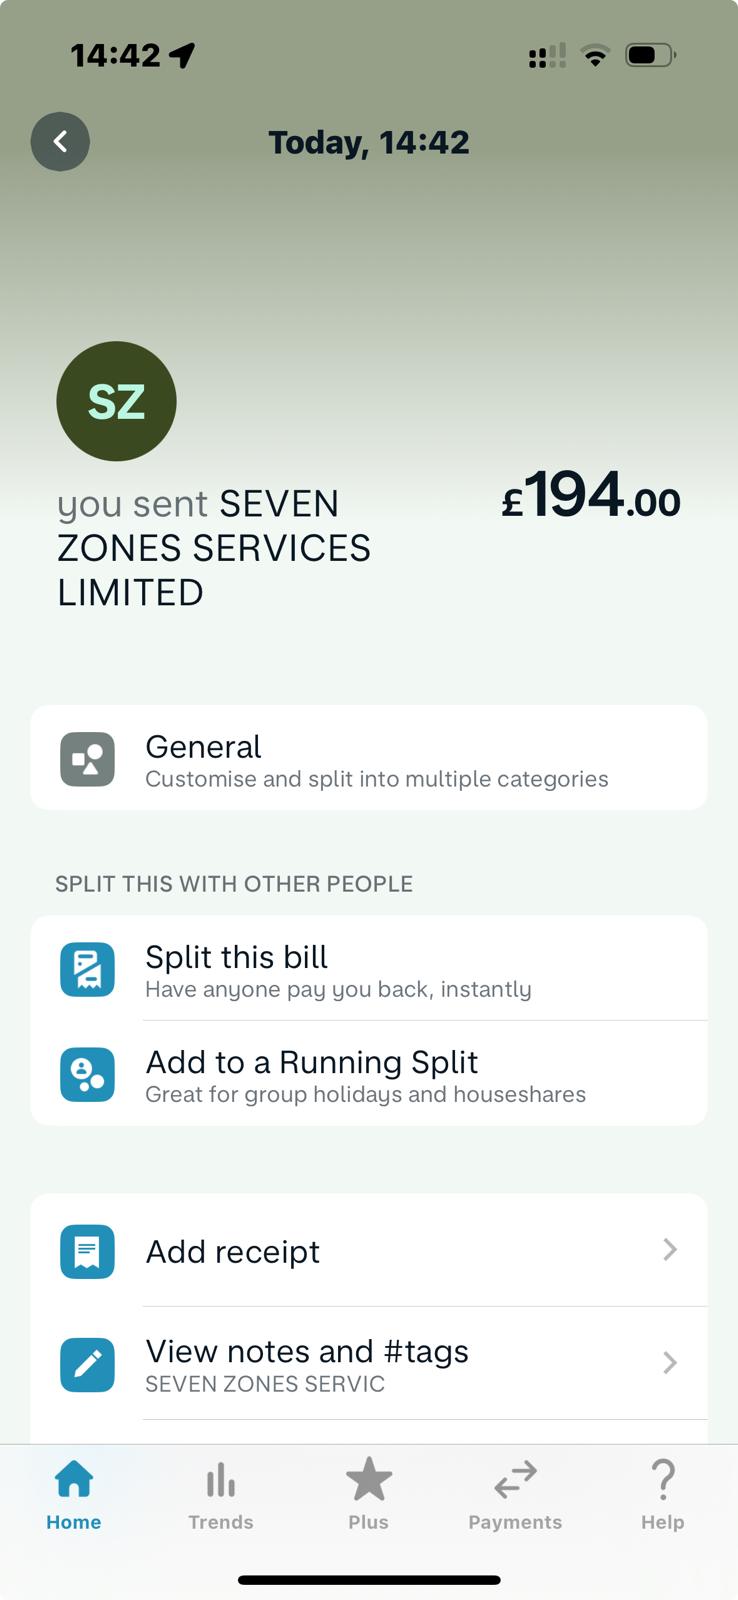 14:42
Today, 14:42
SZ
you sent SEVEN
ZONES SERVICES
LIMITED
£194.00
General
Customise and split into multiple categories
SPLIT THIS WITH OTHER PEOPLE
Split this bill
Have anyone pay you back, instantly
Add to a Running Split
Great for group holidays and houseshares
Add receipt
View notes and #tags
SEVEN ZONES SERVIC
Home
Trends
Plus
Payments
Help